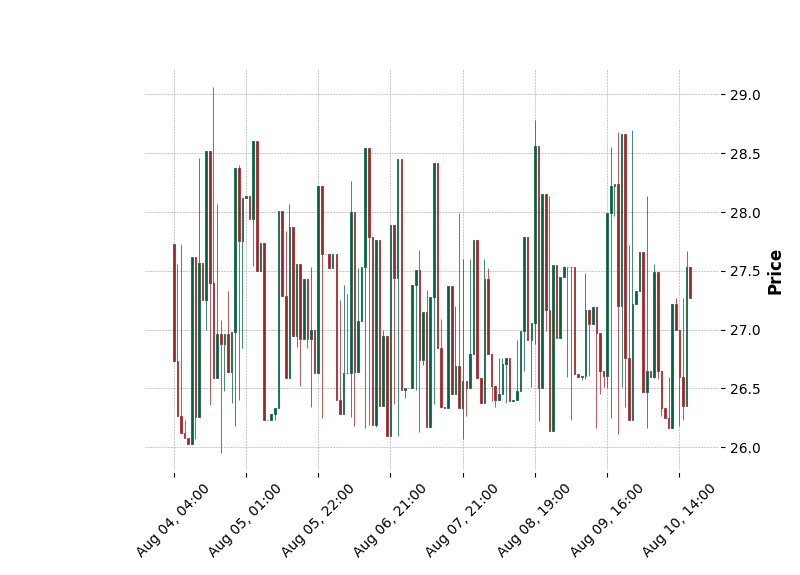 29.0
28.5
28.0
27.5
27.0
26.5
26.0
Price
Aug 04, 04:00
Aug 05, 01:00
Aug 05, 22:00
Aug 06, 21:00
Aug 07, 21:00
Aug 08, 19:00
Aug 09, 16:00
Aug 10, 14:00